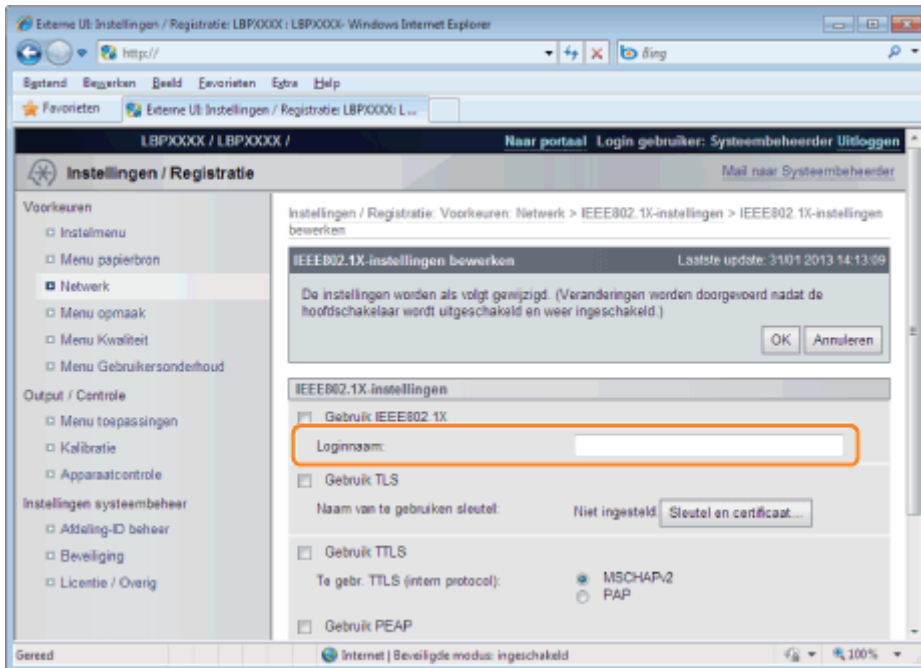 Externe UI: Instellingen / Registratie: LBPXXXX : LBPXXXX- Windows Internet Explorer
http://
Bing
Bestand Bewerken Beeld Favorieten Extra Help
Favorieten
Externe UI: Instellingen / Registratie: LBPXXXX: L...
LBPXXXX / LBPXXXX /
Naar portaal Login gebruiker: Systeembeheerder Uitloggen
Instellingen / Registratie
Mail naar Systeembeheerder
Voorkeuren
Instelmenu
Menu papierbron
Netwerk
Menu opmaak
Menu Kwaliteit
Menu Gebruikersonderhoud
Output / Controle
Menu toepassingen
Kalibratie
Apparaatcontrole
Instellingen systeembeheer
Afdeling-ID beheer
Beveiliging
Licentie / Overig
Instellingen / Registratie: Voorkeuren: Netwerk > IEEE802.1X-instellingen > IEEE802.1X-instellingen
bewerken
IEEE802.1X-instellingen bewerken
Laatste update: 31/01 2013 14:13:09
De instellingen worden als volgt gewijzigd. (Veranderingen worden doorgevoerd nadat de
hoofdschakelaar wordt uitgeschakeld en weer ingeschakeld.)
OK Annuleren
IEEE802.1X-instellingen
Gebruik IEEE802.1X
Loginnaam:
Gebruik TLS
Naam van te gebruiken sleutel: Niet ingesteld Sleutel en certificaat...
Gebruik TTLS
Te gebr. TTLS (intern protocol): MSCHAPv2
PAP
Gebruik PEAP
Gereed
Internet | Beveiligde modus: ingeschakeld
100%